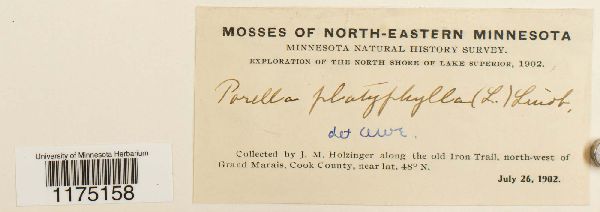 MOSSES OF NORTH-EASTERN MINNESOTA
MINNESOTA NATURAL HISTORY SURVEY.
EXPLORATION OF THE NORTH SHORE OF LAKE SUPERIOR, 1902.
Porella platyphylla (L.) Lindb.
det
Collected by J. M. Holzinger along the old Iron Trail, north-west of
Grand Marais, Cook County, near lat. 48° N.
July 26, 1902.
University of Minnesota Herbarium
1175158